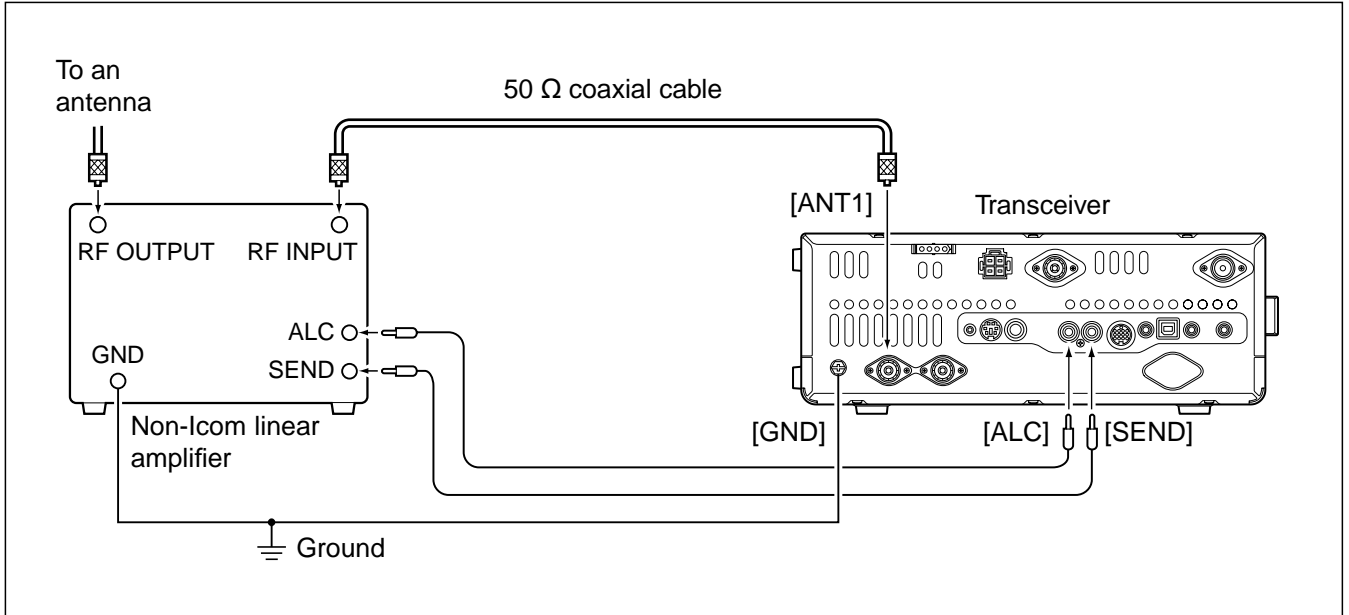 To an
antenna
50 Ω coaxial cable
[ANT1]
Transceiver
RF OUTPUT
RF INPUT
ALC
GND
SEND
Non-Icom linear
amplifier
[GND]
[ALC]
[SEND]
Ground